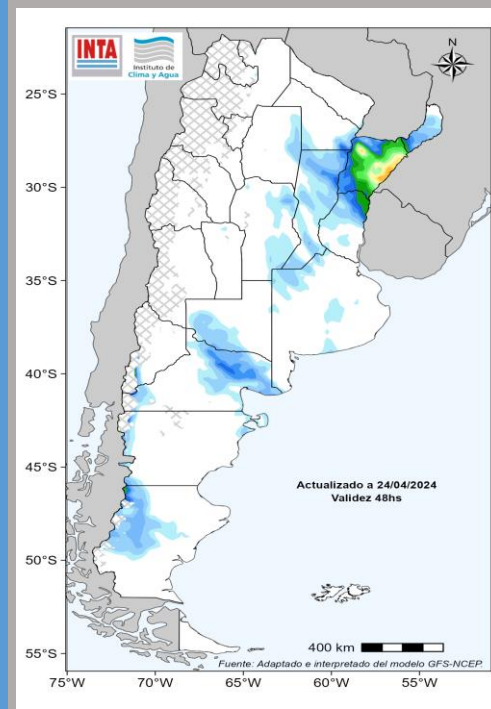 INTA
Instituto de
Clima y Agua
N
25°S
30°S
35°S
40°S
45°S
50°S
55°S
Actualizado a 24/04/2024
Validez 48hs
400 km
Fuente: Adaptado e interpretado del modelo GFS-NCEP.
75°W
70°W
65°W
60°W
55°W